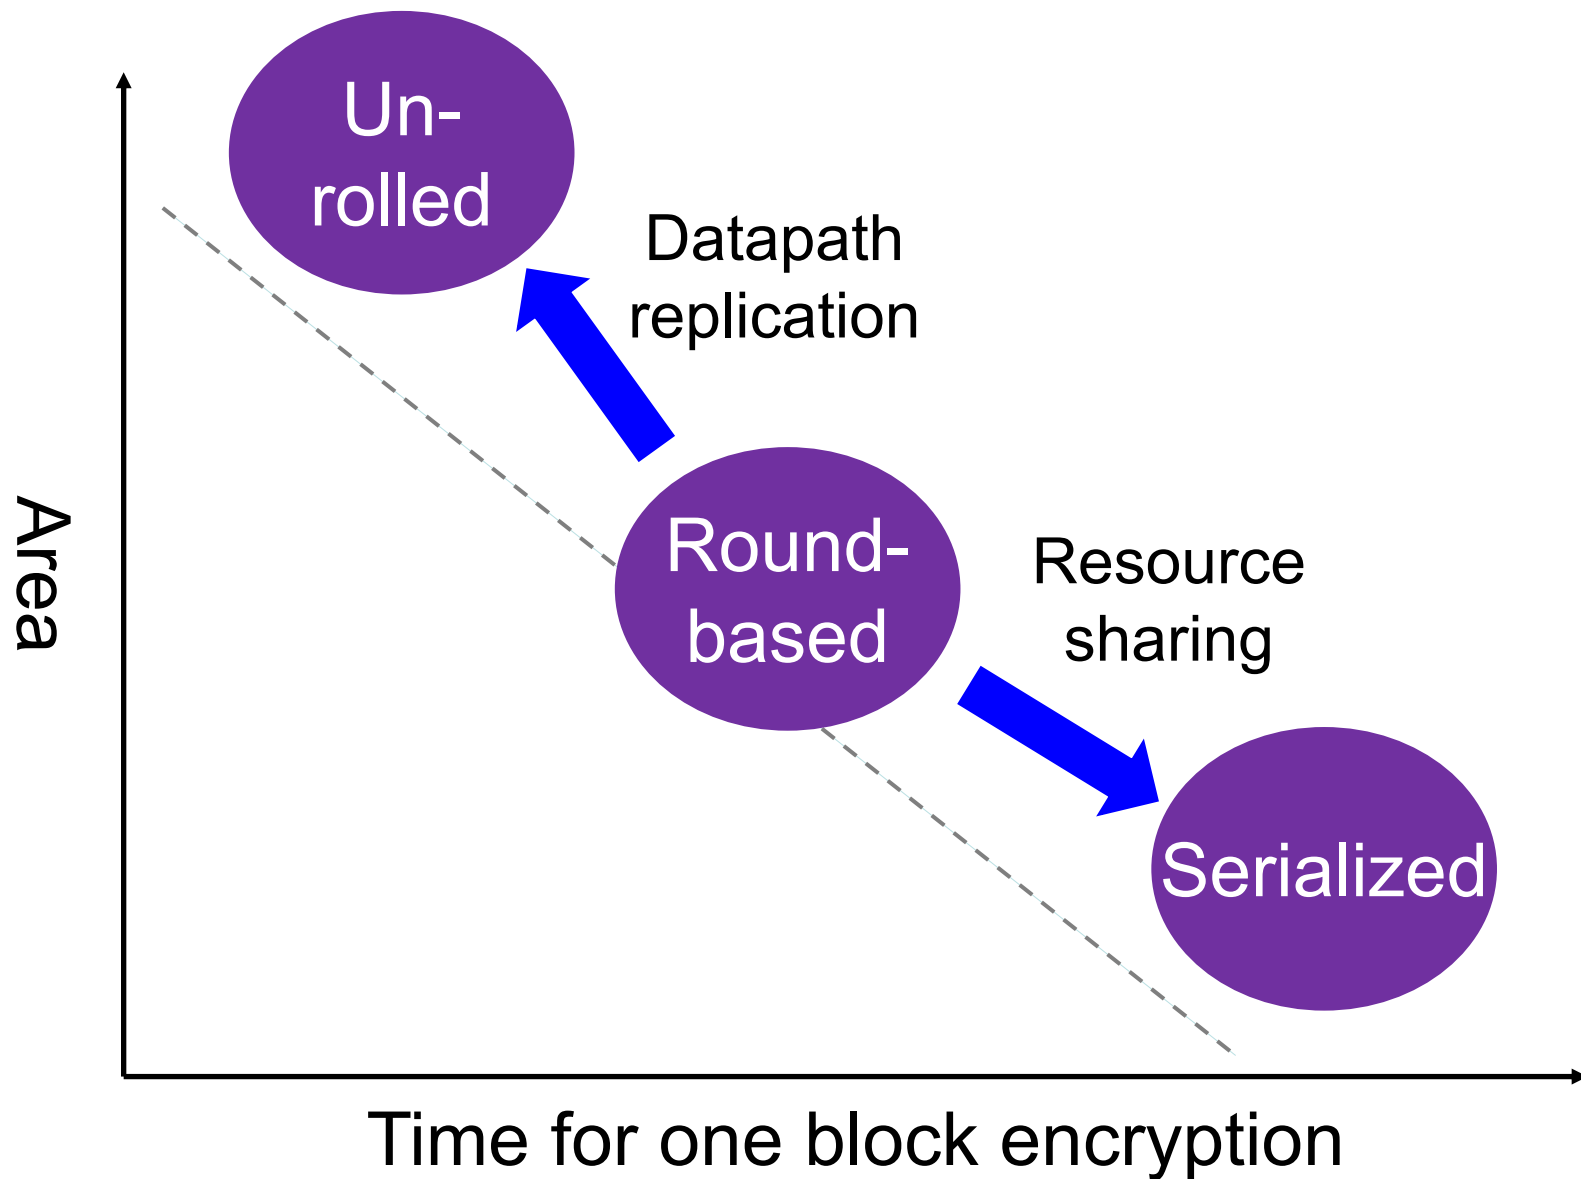 Un-
rolled
Datapath
replication
Area
Round-
based
Resource
sharing
Serialized
Time for one block encryption